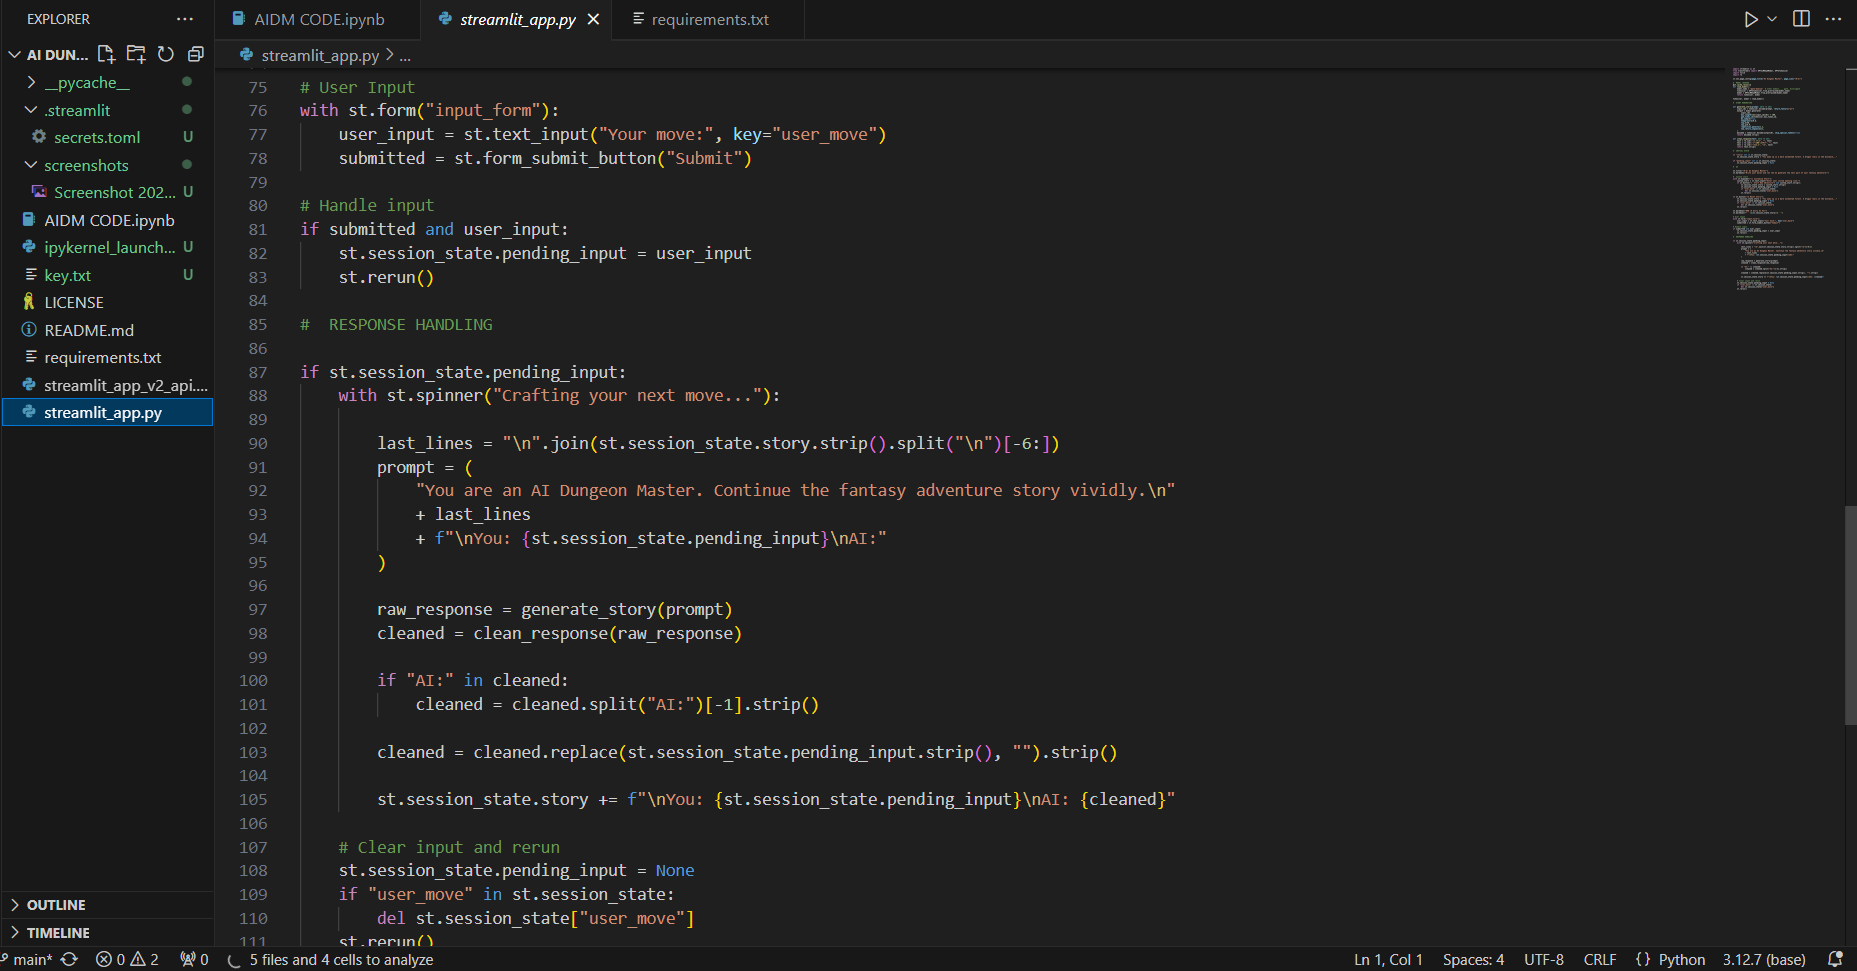 EXPLORER
AI DUN...
__pycache__
.streamlit
secrets.toml U
screenshots
Screenshot 202... U
AIDM CODE.ipynb
ipykernel_launch... U
key.txt U
LICENSE
README.md
requirements.txt
streamlit_app_v2_api....
streamlit_app.py
OUTLINE
TIMELINE
AIDM CODE.ipynb
streamlit_app.py
requirements.txt
streamlit_app.py > ...
75 # User Input
76 with st.form("input_form"):
77     user_input = st.text_input("Your move:", key="user_move")
78     submitted = st.form_submit_button("Submit")
79
80 # Handle input
81 if submitted and user_input:
82     st.session_state.pending_input = user_input
83     st.rerun()
84
85 #  RESPONSE HANDLING
86
87 if st.session_state.pending_input:
88     with st.spinner("Crafting your next move..."):
89
90         last_lines = "\n".join(st.session_state.story.strip().split("\n")[-6:])
91         prompt = (
92             "You are an AI Dungeon Master. Continue the fantasy adventure story vividly.\n"
93             + last_lines
94             + f"\nYou: {st.session_state.pending_input}\nAI:"
95         )
96
97         raw_response = generate_story(prompt)
98         cleaned = clean_response(raw_response)
99
100         if "AI:" in cleaned:
101             cleaned = cleaned.split("AI:")[-1].strip()
102
103         cleaned = cleaned.replace(st.session_state.pending_input.strip(), "").strip()
104
105         st.session_state.story += f"\nYou: {st.session_state.pending_input}\nAI: {cleaned}"
106
107     # Clear input and rerun
108     st.session_state.pending_input = None
109     if "user_move" in st.session_state:
110         del st.session_state["user_move"]
111     st.rerun()
main* 0 2 0 5 files and 4 cells to analyze
Ln 1, Col 1 Spaces: 4 UTF-8 CRLF {} Python 3.12.7 (base)